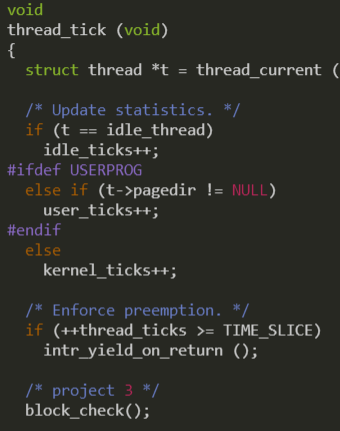 void
thread_tick (void)
{
  struct thread *t = thread_current (
  /* Update statistics. */
  if (t == idle_thread)
    idle_ticks++;
#ifdef USERPROG
  else if (t->pagedir != NULL)
    user_ticks++;
#endif
  else
    kernel_ticks++;
  /* Enforce preemption. */
  if (++thread_ticks >= TIME_SLICE)
    intr_yield_on_return ();
  /* project 3 */
  block_check();